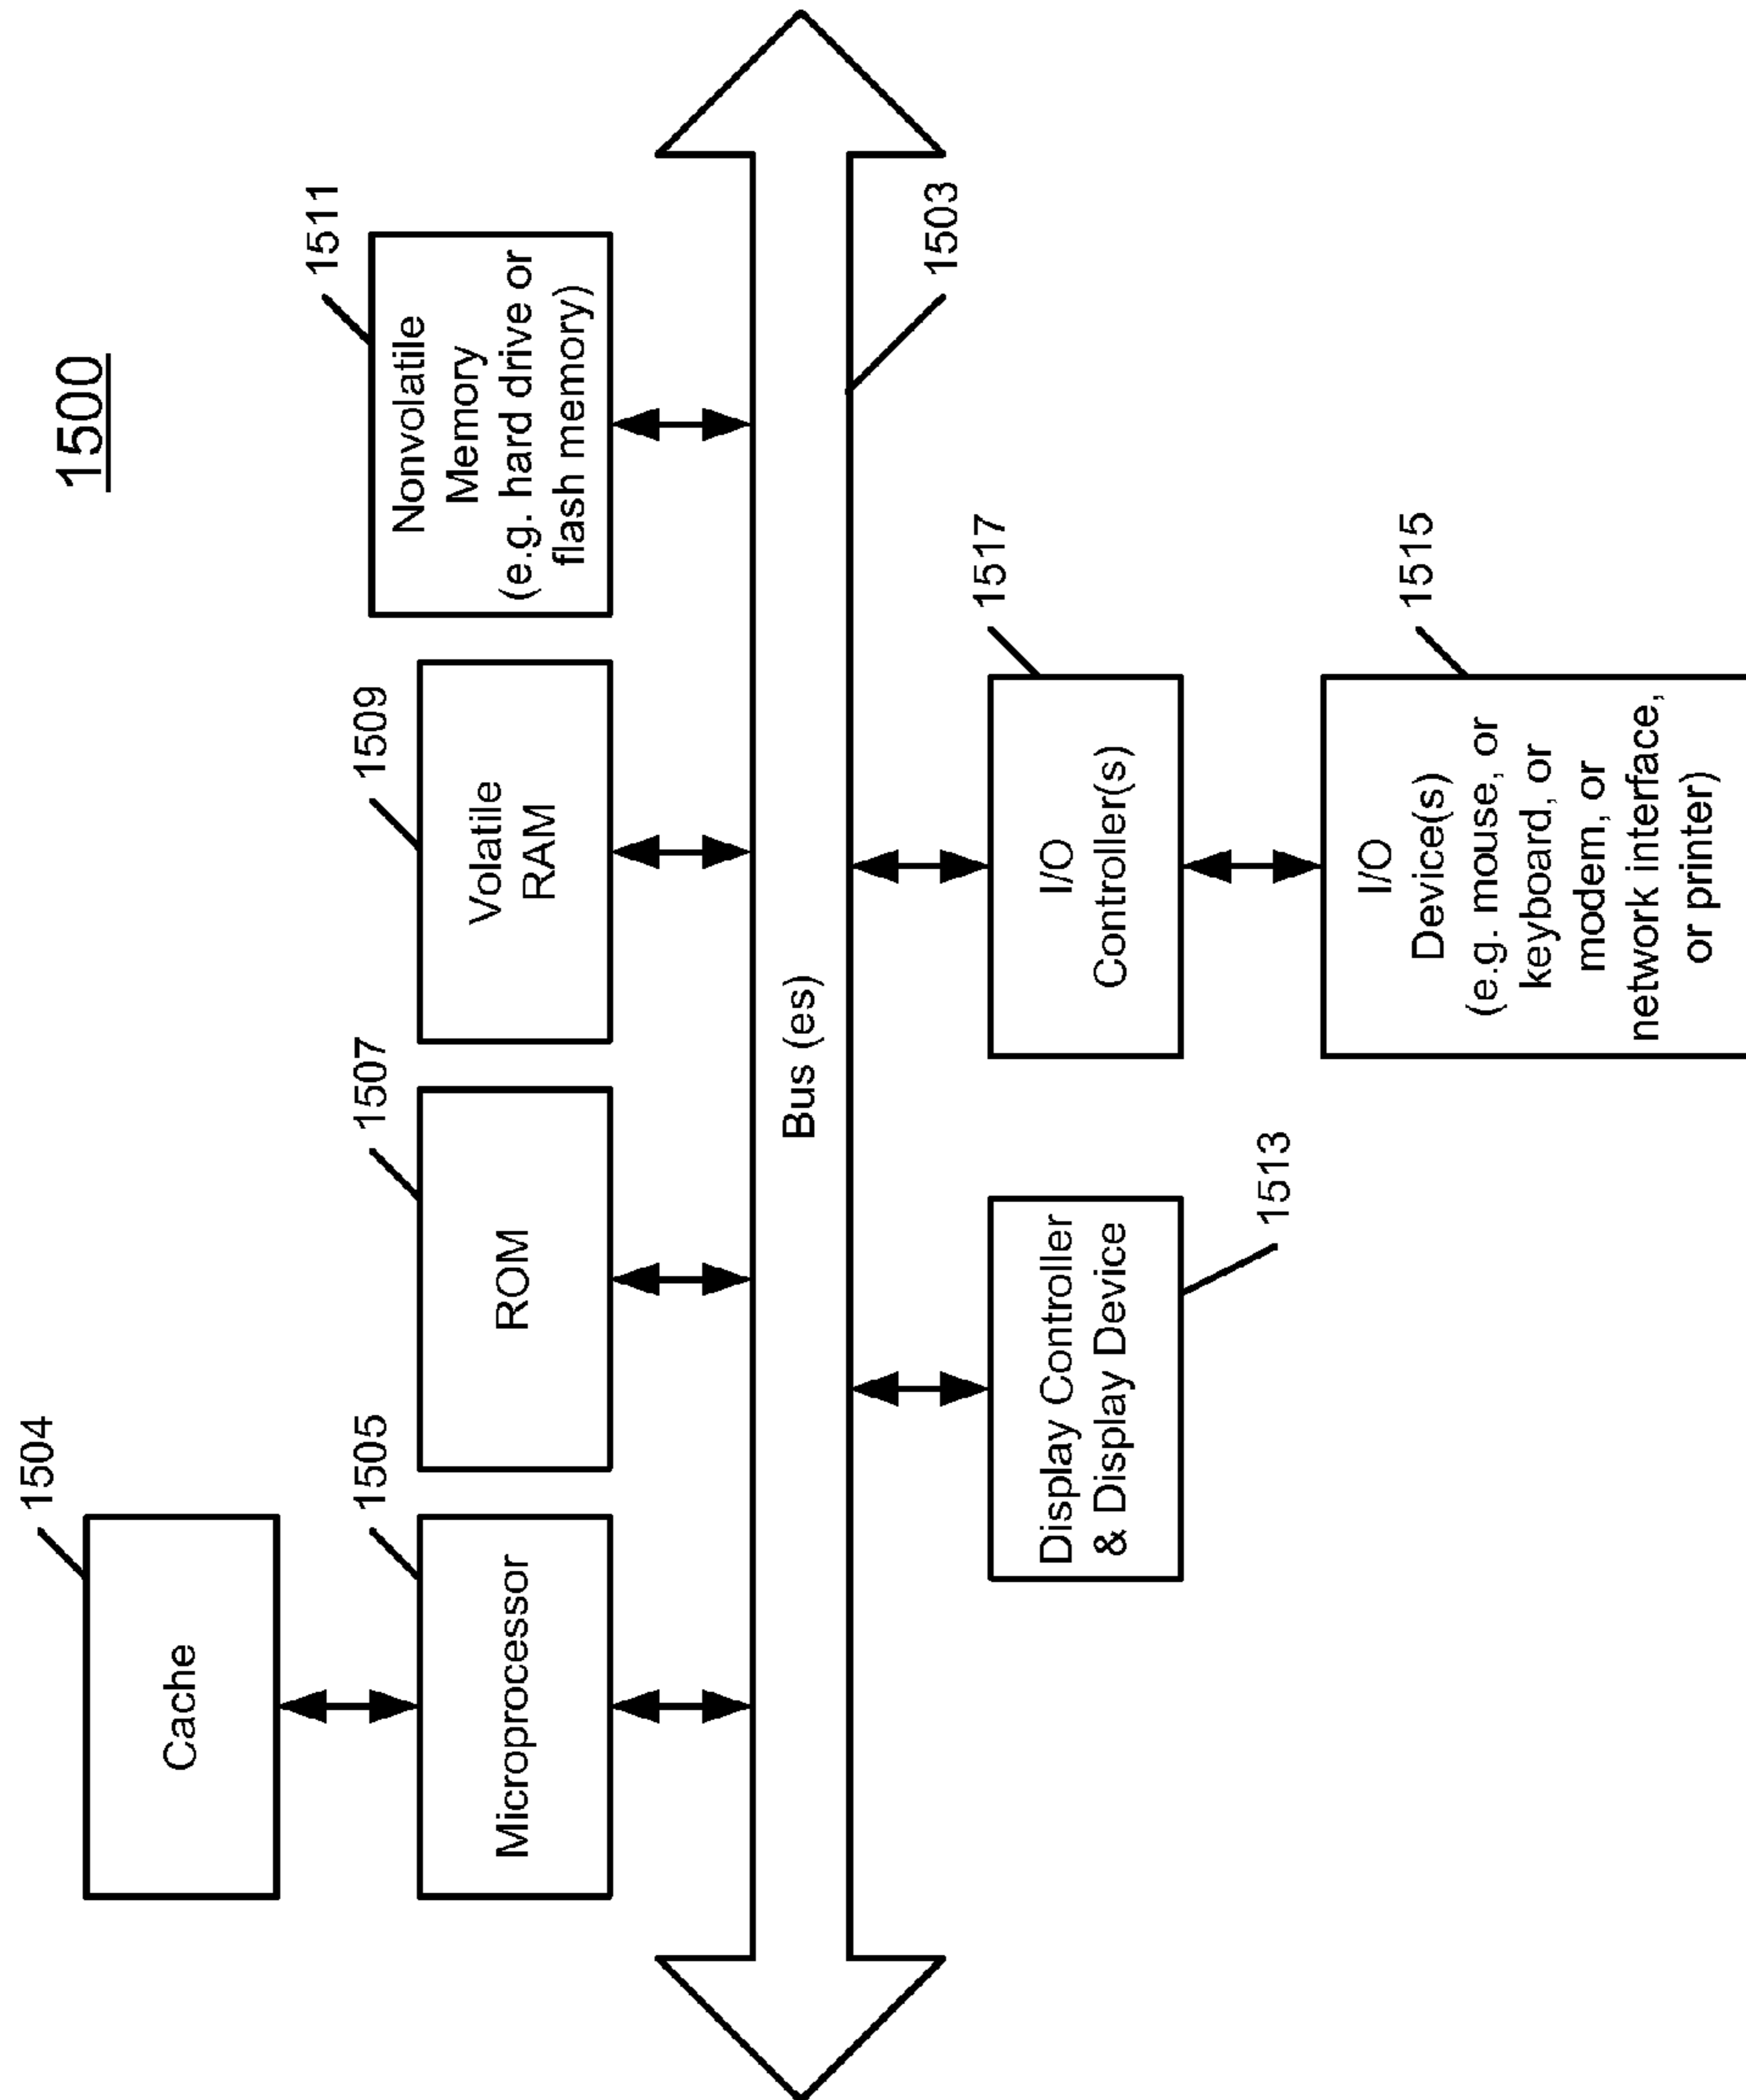 1500
1504
Cache
1505
1507
1509
1511
Microprocessor
ROM
Volatile
RAM
Nonvolatile
Memory
(e.g. hard drive or
flash memory)
Bus (es)
1503
1517
Display Controller
& Display Device
1513
I/O
Controller(s)
1515
I/O
Device(s)
(e.g. mouse, or
keyboard, or
modem, or
network interface,
or printer)